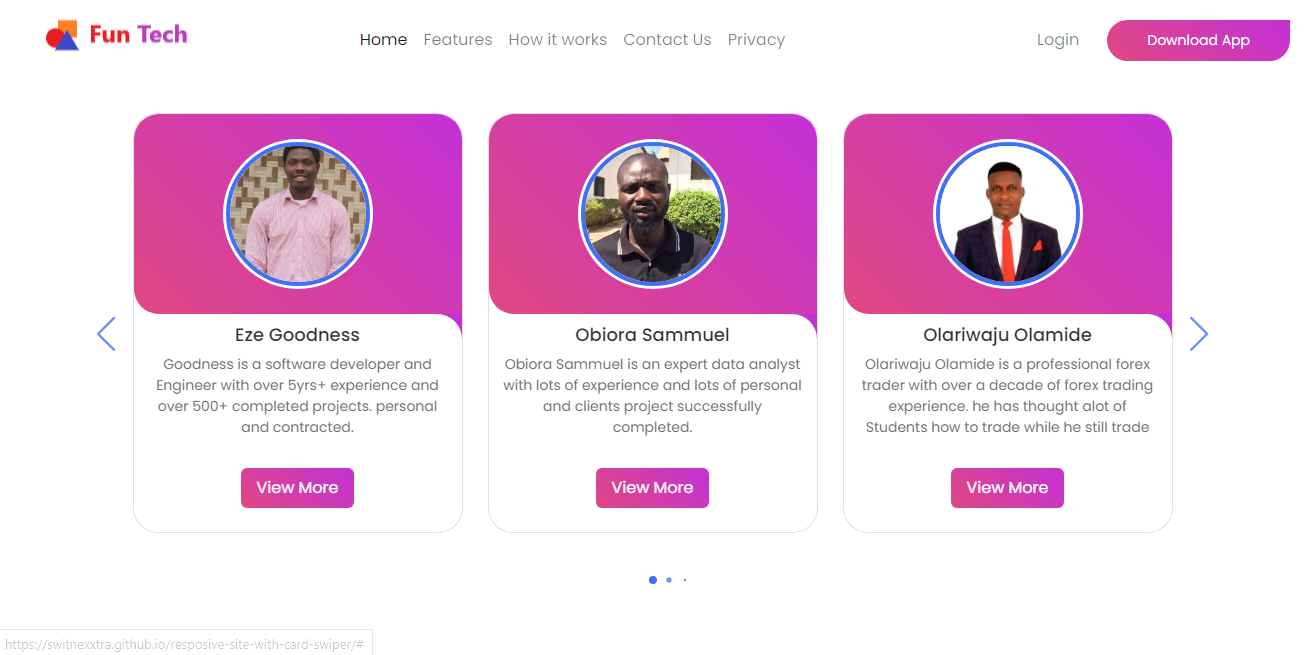 Fun Tech
Home Features How it works Contact Us Privacy
Login
Download App
Eze Goodness
Goodness is a software developer and
Engineer with over 5yrs+ experience and
over 500+ completed projects. personal
and contracted.
View More
Obiora Sammuel
Obiora Sammuel is an expert data analyst
with lots of experience and lots of personal
and clients project successfully
completed.
View More
Olariwaju Olamide
Olariwaju Olamide is a professional forex
trader with over a decade of forex trading
experience. he has thought alot of
Students how to trade while he still trade
View More
https://switnexxtra.github.io/resposive-site-with-card-swiper/#